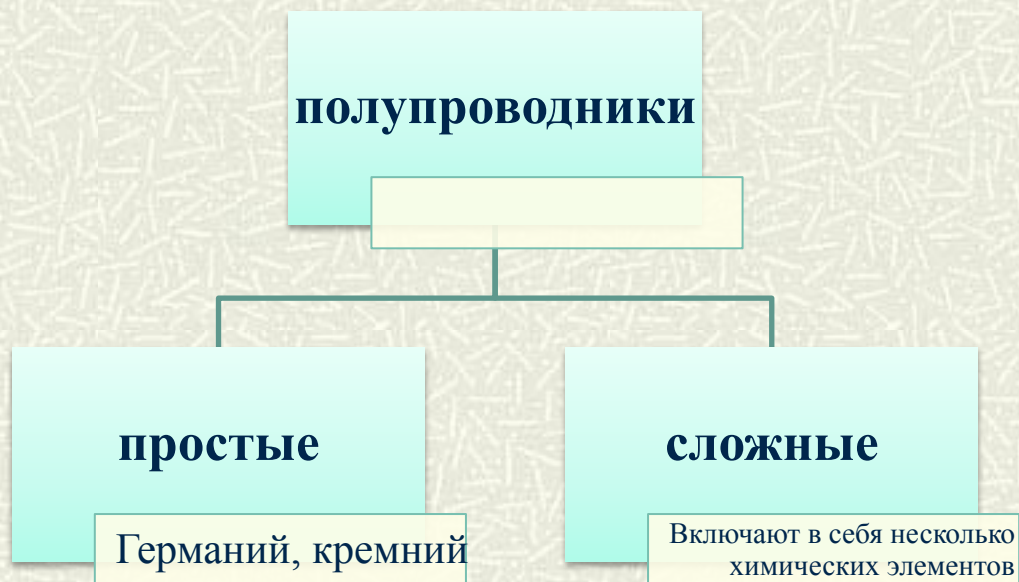 полупроводники
простые
Германий, кремний
сложные
Включают в себя несколько
химических элементов